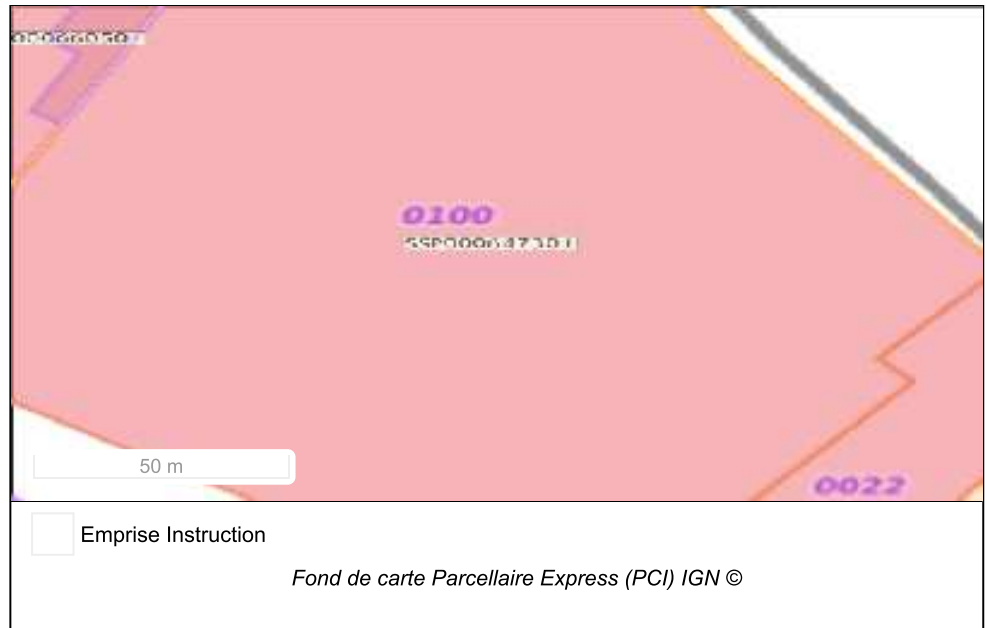 0100
50 m
0022
Emprise Instruction
Fond de carte Parcellaire Express (PCI) IGN ©